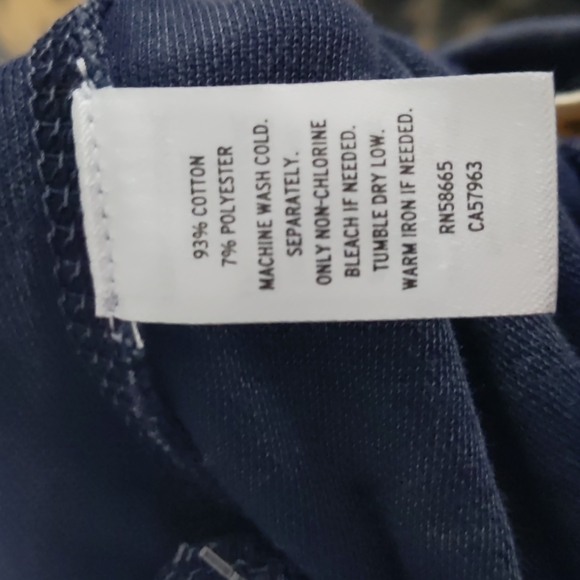 93% COTTON
7% POLYESTER
MACHINE WASH COLD.
SEPARATELY.
ONLY NON-CHLORINE
BLEACH IF NEEDED.
TUMBLE DRY LOW.
WARM IRON IF NEEDED.
RN58665
CA57963